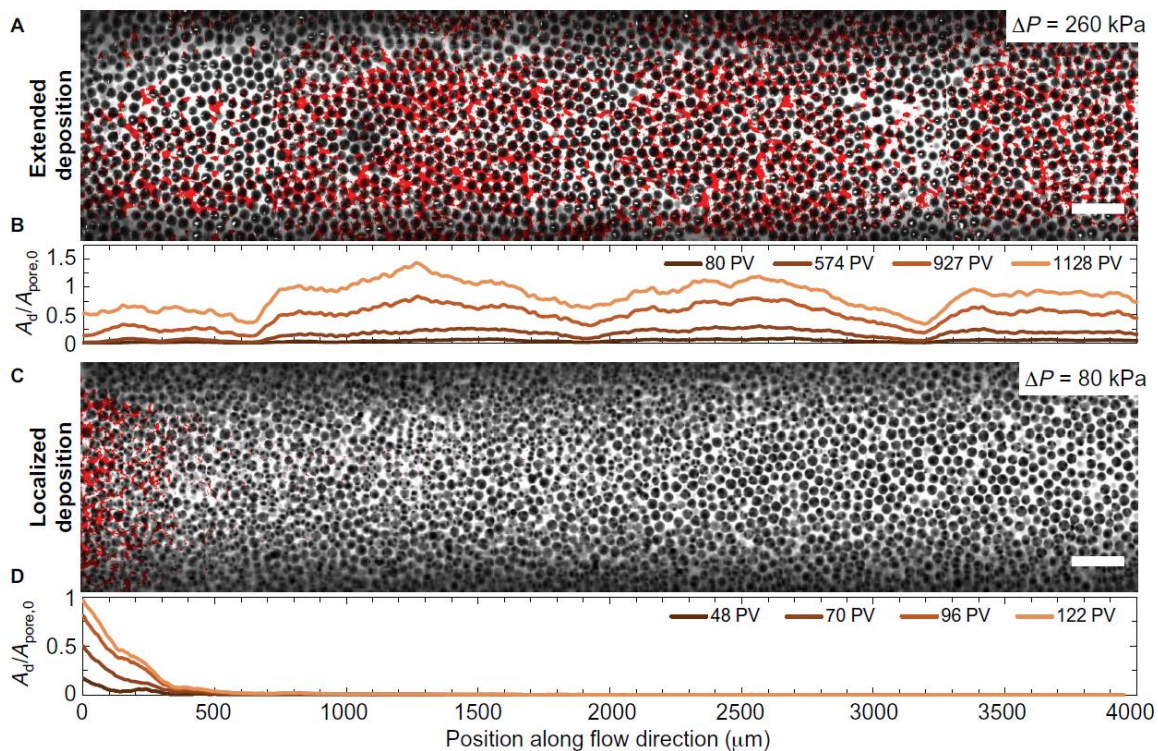 A
ΔP = 260 kPa
Extended
deposition
B
80 PV 574 PV 927 PV 1128 PV
1.5
1
0.5
0
A_d/A_pore,0
C
ΔP = 80 kPa
Localized
deposition
D
48 PV 70 PV 96 PV 122 PV
1
0.5
0
A_d/A_pore,0
0 500 1000 1500 2000 2500 3000 3500 4000
Position along flow direction (μm)